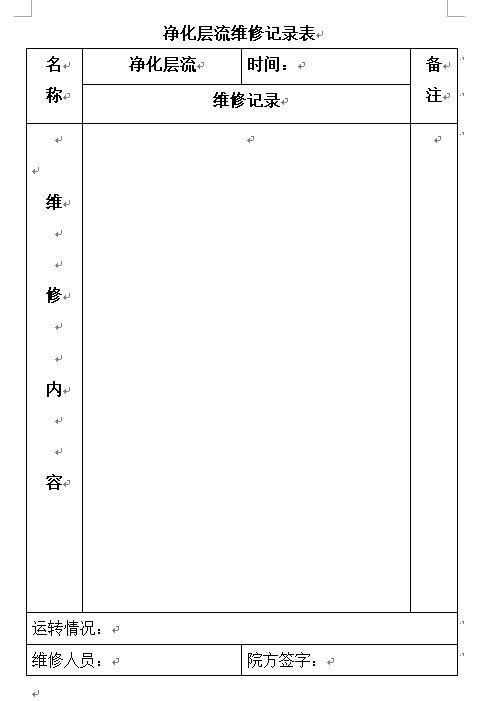 净化层流维修记录表
名 净化层流 时间： 备
称 维修记录 注
维
修
内
容
运转情况：
维修人员： 院方签字：